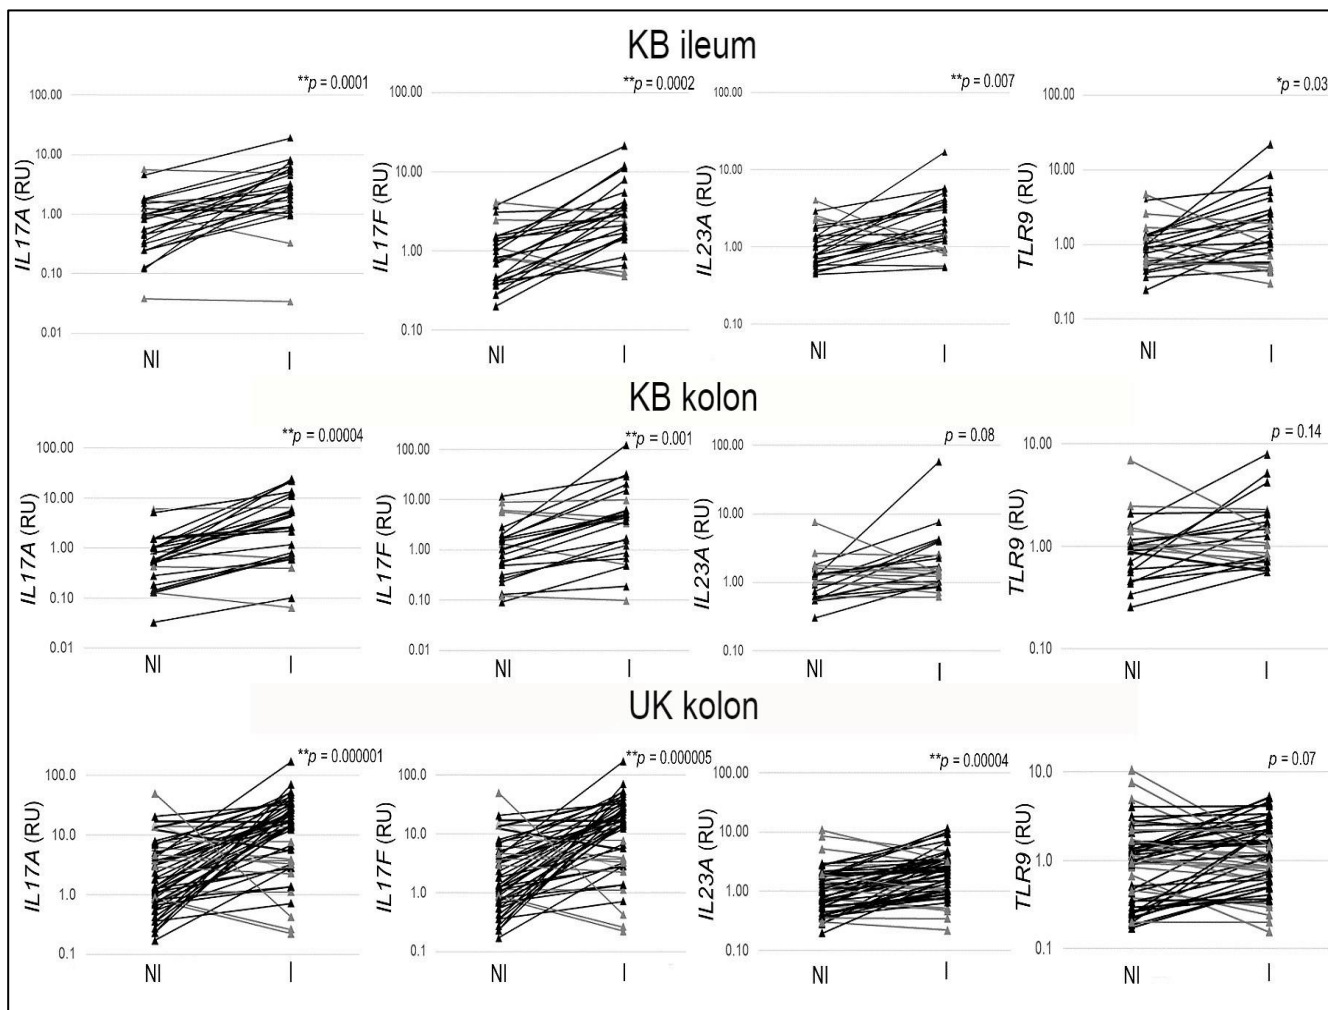 KB ileum
**p = 0.0001
**p = 0.0002
**p = 0.007
*p = 0.03
IL17A (RU)
100.00
10.00
1.00
0.10
0.01
NI
I
IL17F (RU)
100.00
10.00
1.00
0.10
NI
I
IL23A (RU)
100.00
10.00
1.00
0.10
NI
I
TLR9 (RU)
100.00
10.00
1.00
0.10
NI
I
KB kolon
**p = 0.00004
**p = 0.001
p = 0.08
p = 0.14
IL17A (RU)
100.00
10.00
1.00
0.10
0.01
NI
I
IL17F (RU)
100.00
10.00
1.00
0.10
0.01
NI
I
IL23A (RU)
100.00
10.00
1.00
0.10
NI
I
TLR9 (RU)
10.00
1.00
0.10
NI
I
UK kolon
**p = 0.000001
**p = 0.000005
**p = 0.00004
p = 0.07
IL17A (RU)
100.0
10.0
1.0
0.1
NI
I
IL17F (RU)
100.0
10.0
1.0
0.1
NI
I
IL23A (RU)
100.00
10.00
1.00
0.10
NI
I
TLR9 (RU)
10.0
1.0
0.1
NI
I